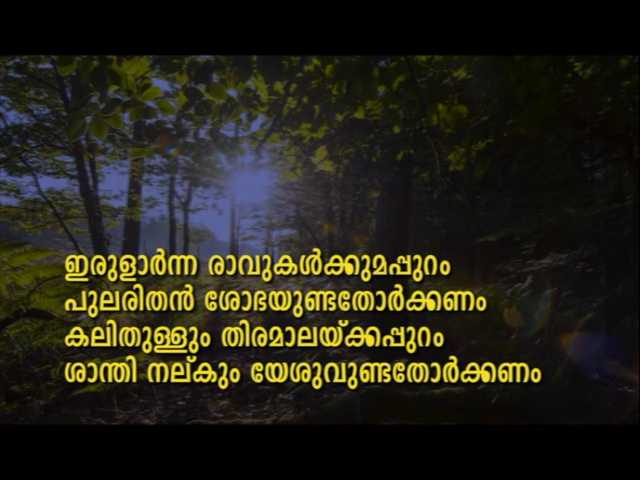 ഇരുളാർന്ന രാവുകൾക്കുമപ്പുറം
പുലരിതൻ ശോഭയുണ്ടതോർക്കണം
കലിതുള്ളും തിരമാലയ്ക്കപ്പുറം
ശാന്തി നല്കും യേശുവുണ്ടതോർക്കണം